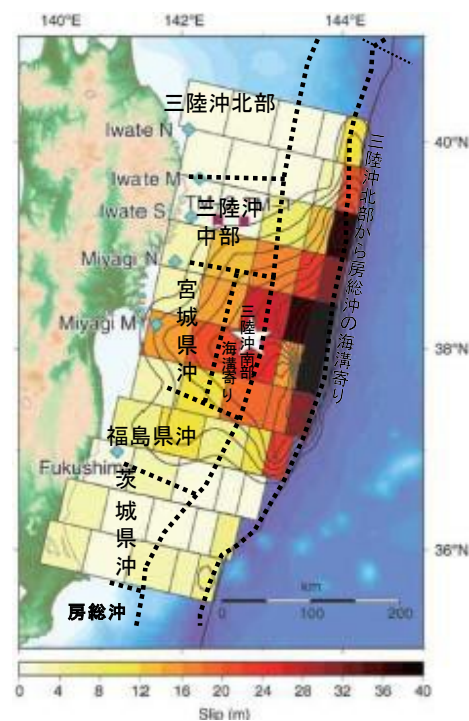 140°E
142°E
144°E
三陸沖北部
Iwate N
40°N
Iwate M
Iwate S
三陸沖
中部
Miyagi N
三陸沖北部から房総沖の海溝寄り
宮城県沖
三陸沖南部
海溝寄り
Miyagi M
38°N
福島県沖
Fukushima
茨城県沖
36°N
房総沖
km
0
100
200
0 4 8 12 16 20 24 28 32 36 40
Slip (m)